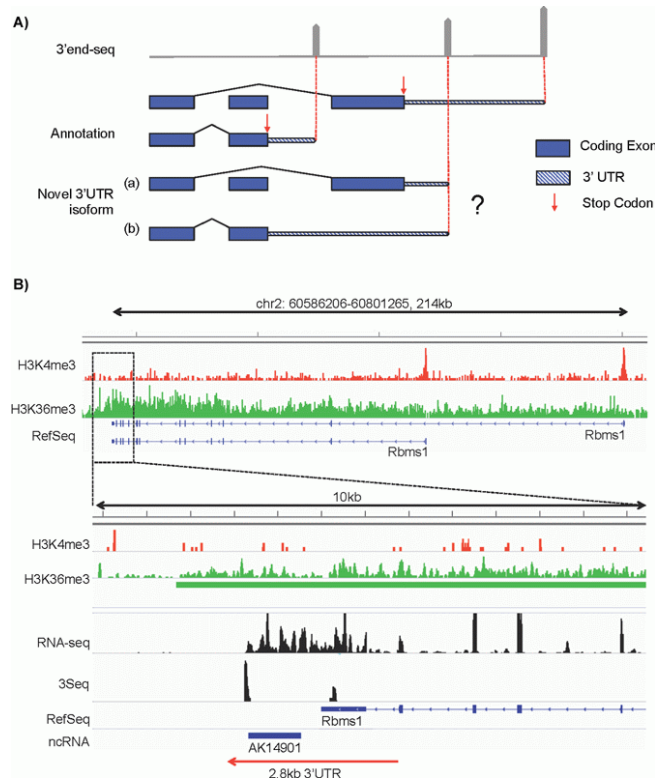 A)
3'end-seq
Annotation
Novel 3'UTR
isoform
(a)
(b)
?
Coding Exon
3' UTR
Stop Codon
B)
chr2: 60586206-60801265, 214kb
H3K4me3
H3K36me3
RefSeq
Rbms1
Rbms1
10kb
H3K4me3
H3K36me3
RNA-seq
3Seq
RefSeq
Rbms1
ncRNA
AK14901
2.8kb 3'UTR